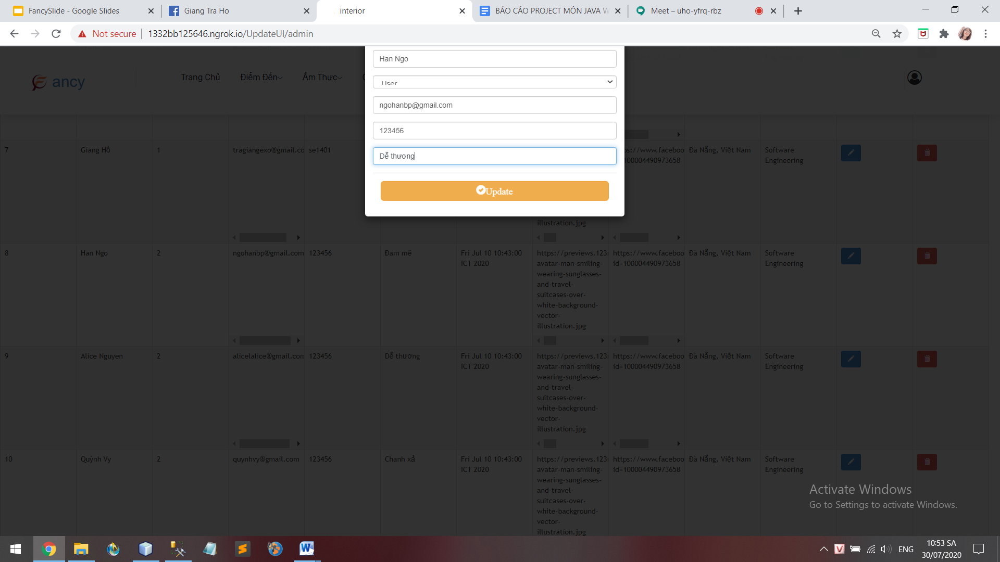 FancySlide - Google Slides
Giang Tra Ho
interior
BÁO CÁO PROJECT MÔN JAVA W
Meet – uho-yfrq-rbz
Not secure
1332bb125646.ngrok.io/UpdateUI/admin
ancy
Trang Chủ
Điểm Đến
Ẩm Thực
Han Ngo
User
ngohanbp@gmail.com
123456
Dễ thương
Update
7
Giang Hồ
1
tragiangexo@gmail.co
se1401
illustration.jpg
s://www.facebo
100004490973658
Đà Nẵng, Việt Nam
Software
Engineering
8
Han Ngo
2
ngohanbp@gmail.com
123456
Đam mê
Fri Jul 10 10:43:00
ICT 2020
https://previews.123r
avatar-man-smiling-
wearing-sunglasses-
and-travel-
suitcases-over-
white-background-
vector-
illustration.jpg
https://www.faceboo
id=100004490973658
Đà Nẵng, Việt Nam
Software
Engineering
9
Alice Nguyen
2
alicelalice@gmail.com
123456
Dễ thương
Fri Jul 10 10:43:00
ICT 2020
https://previews.123r
avatar-man-smiling-
wearing-sunglasses-
and-travel-
suitcases-over-
white-background-
vector-
illustration.jpg
https://www.faceboo
id=100004490973658
Đà Nẵng, Việt Nam
Software
Engineering
10
Quỳnh Vy
2
quynhvy@gmail.com
123456
Chanh xả
Fri Jul 10 10:43:00
ICT 2020
https://previews.123r
avatar-man-smiling-
wearing-sunglasses-
and-travel-
suitcases-over-
white-background-
vector-
illustration.jpg
https://www.faceboo
id=100004490973658
Đà Nẵng, Việt Nam
Software
Engineering
Activate Windows
Go to Settings to activate Windows.
ENG
10:53 SA
30/07/2020